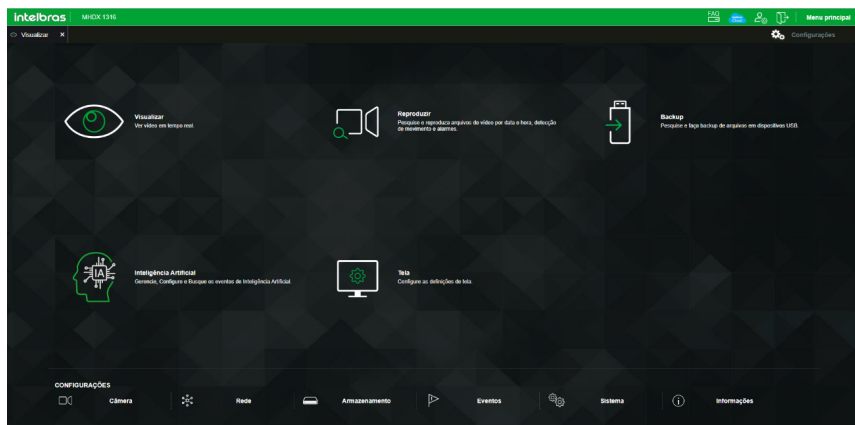 intelbras MHDX 1316 FAQ Menu principal
Visualizar X Configurações
Visualizar
Ver vídeo em tempo real.
Reproduzir
Pesquise e reproduza arquivos de vídeo por data e hora, detecção
de movimento e alarmes.
Backup
Pesquise e faça backup de arquivos em dispositivos USB.
IA
Inteligência Artificial
Gerencie, Configure e Busque os eventos de Inteligência Artificial.
Tela
Configure as definições de tela.
CONFIGURAÇÕES
Câmera Rede Armazenamento Eventos Sistema Informações